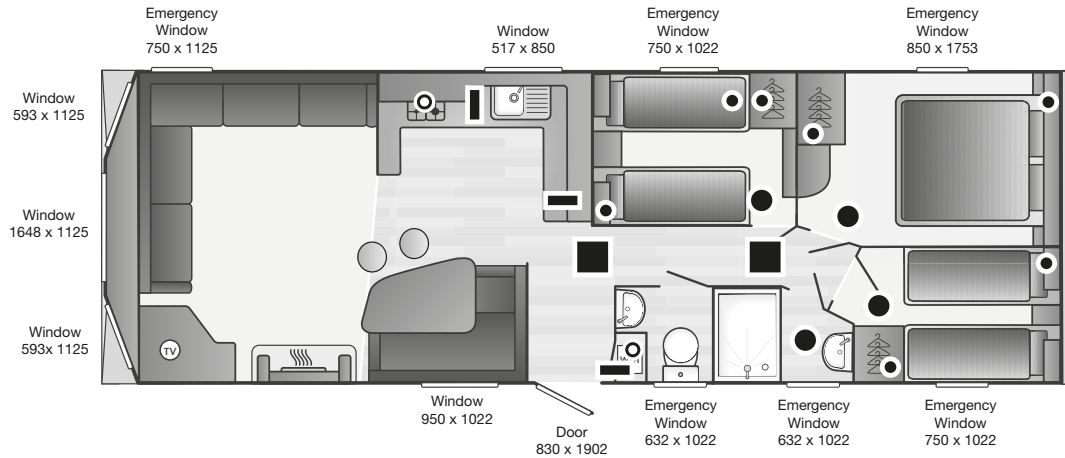 Emergency
Window
750 x 1125
Window
517 x 850
Emergency
Window
750 x 1022
Emergency
Window
850 x 1753
Window
593 x 1125
Window
1648 x 1125
Window
593x 1125
TV
Window
950 x 1022
Door
830 x 1902
Emergency
Window
632 x 1022
Emergency
Window
632 x 1022
Emergency
Window
750 x 1022